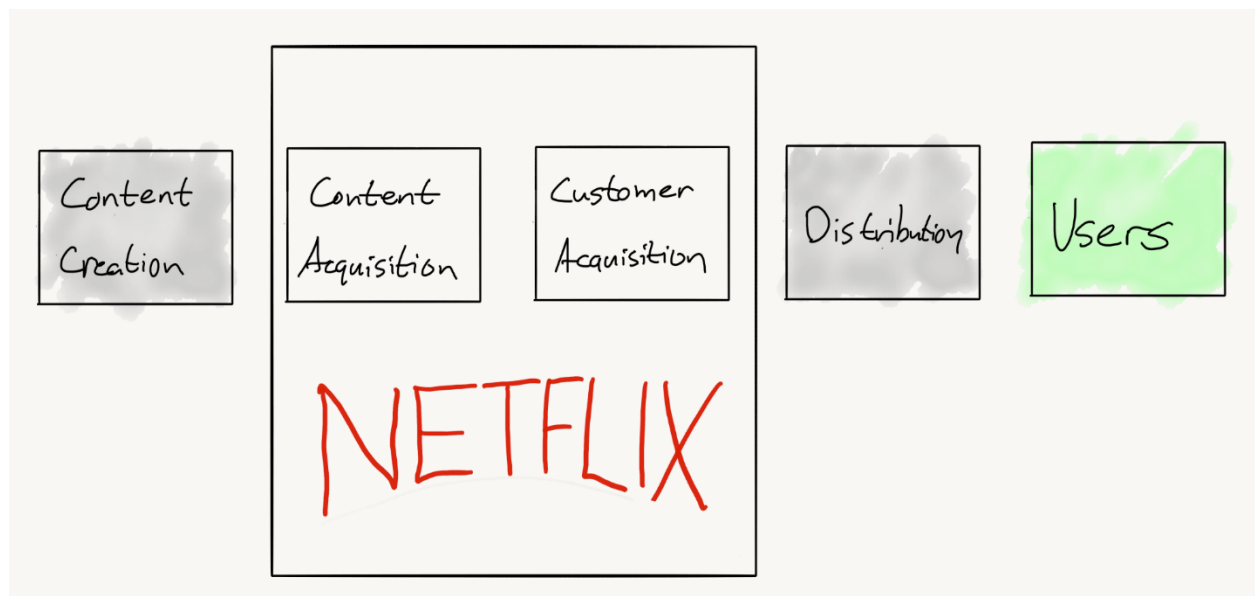 Content
Creation
Content
Acquisition
Customer
Acquisition
Distribution
Users
NETFLIX